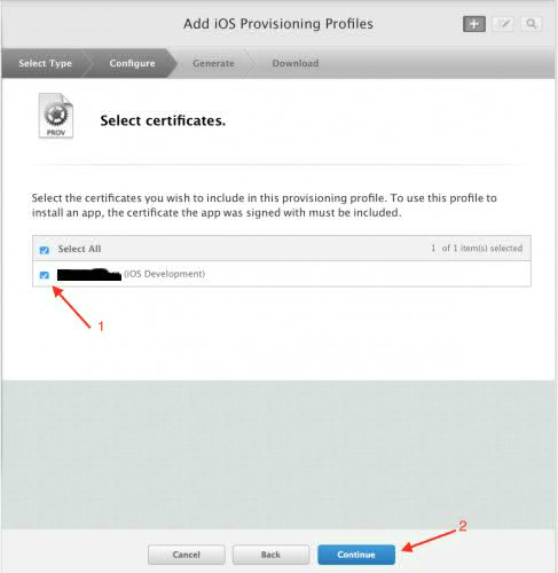 Add iOS Provisioning Profiles
Select Type Configure Generate Download
PROV
Select certificates.
Select the certificates you wish to include in this provisioning profile. To use this profile to
install an app, the certificate the app was signed with must be included.
Select All 1 of 1 item(s) selected
(iOS Development)
1
2
Cancel Back Continue